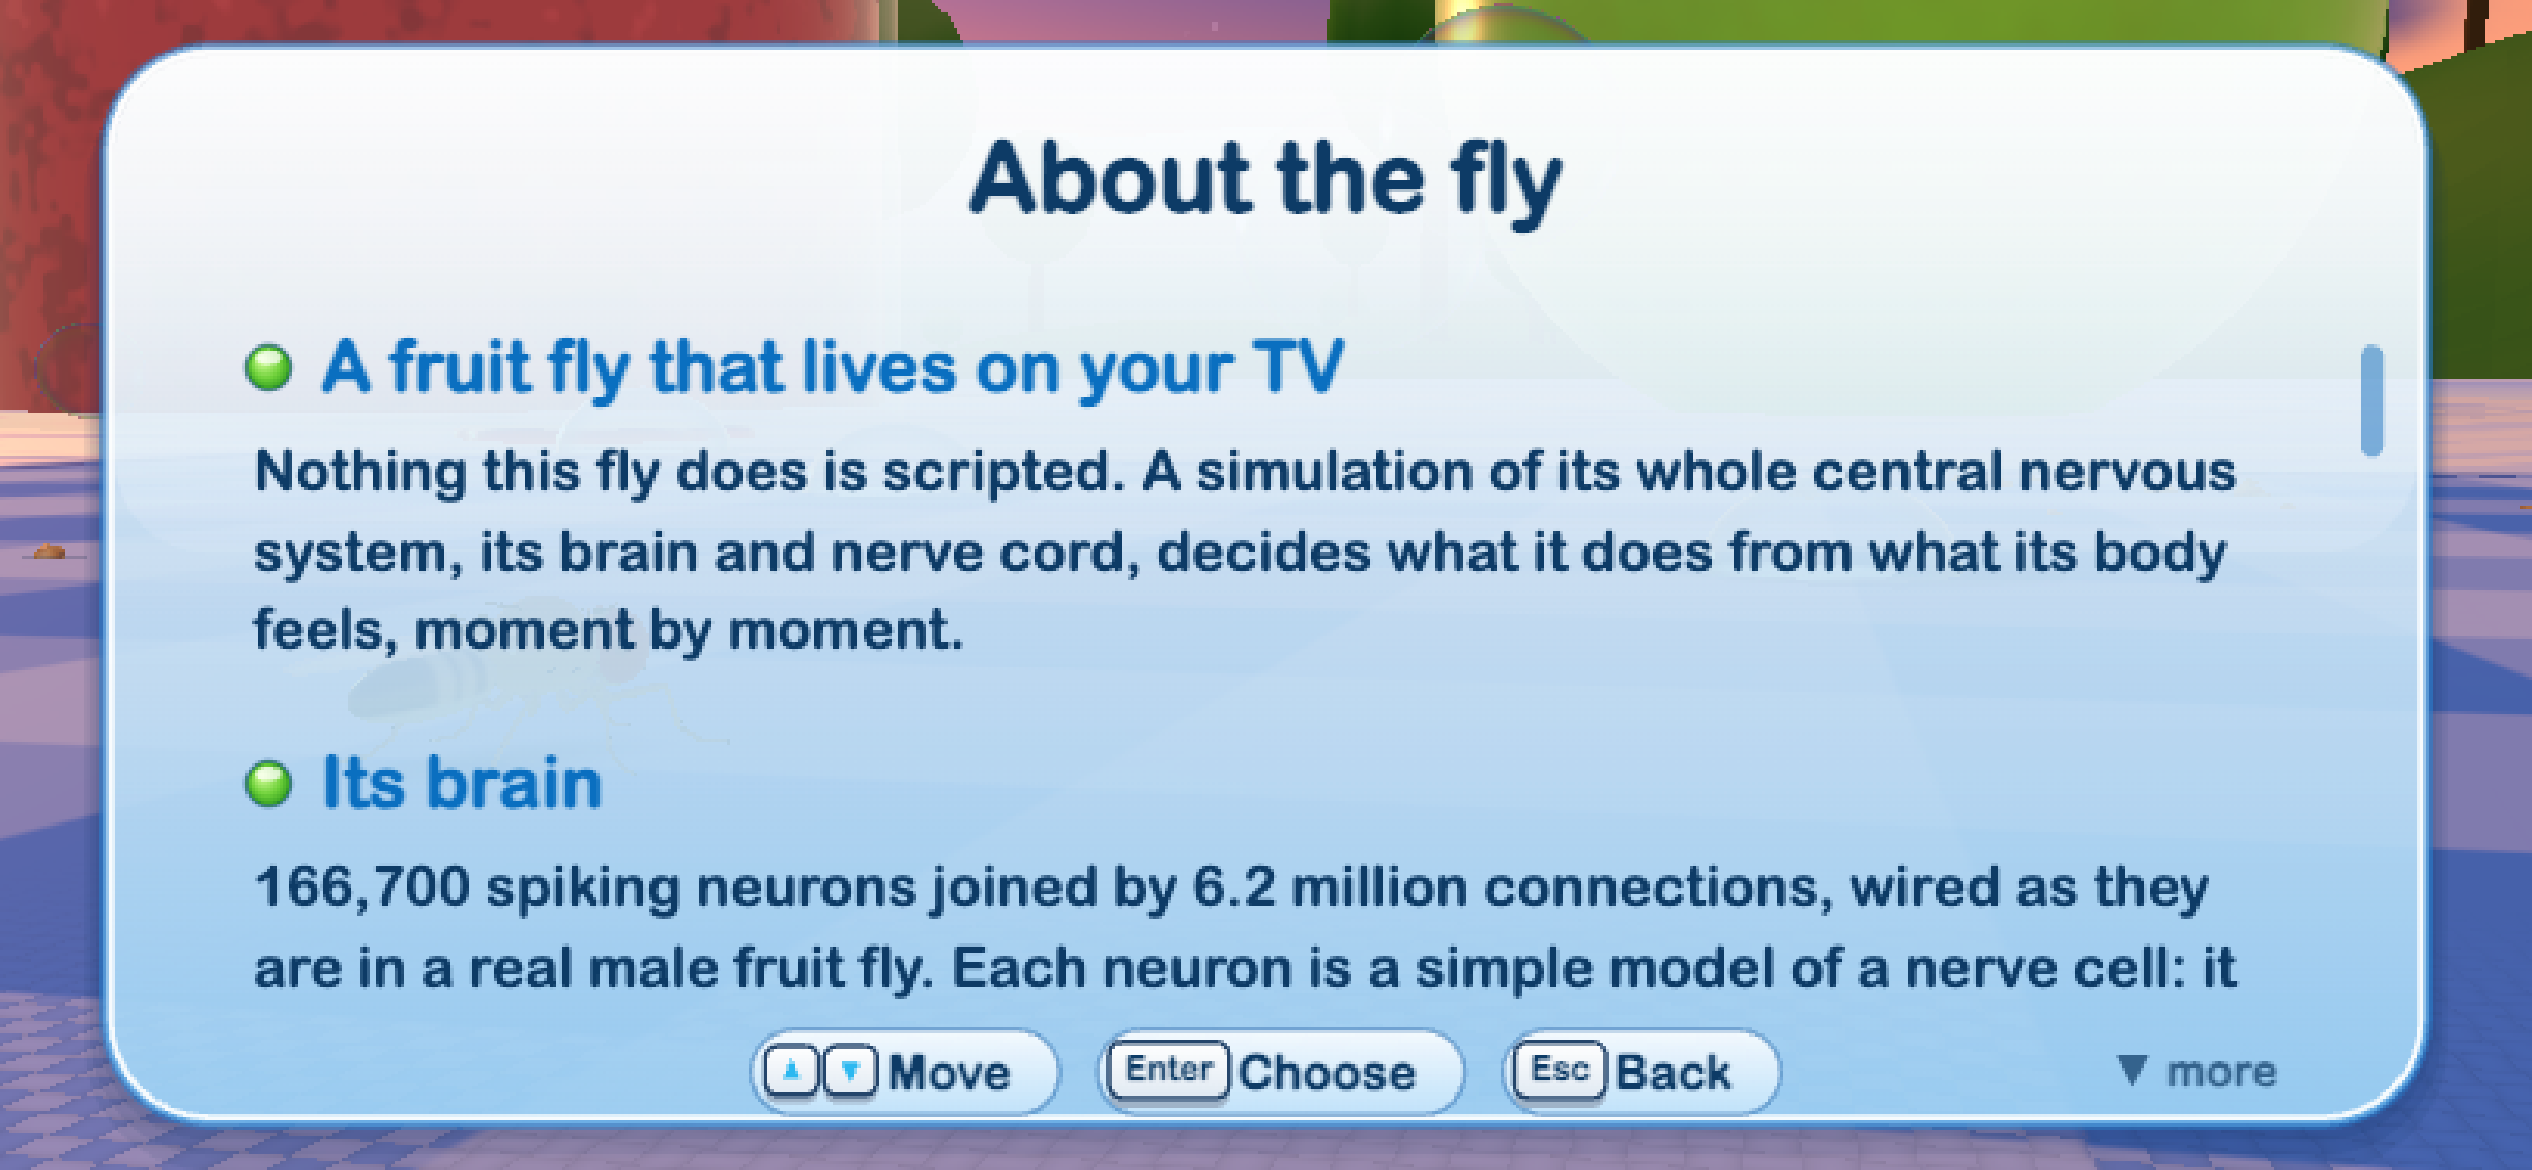 About the fly
A fruit fly that lives on your TV
Nothing this fly does is scripted. A simulation of its whole central nervous
system, its brain and nerve cord, decides what it does from what its body
feels, moment by moment.
Its brain
166,700 spiking neurons joined by 6.2 million connections, wired as they
are in a real male fruit fly. Each neuron is a simple model of a nerve cell: it
▲ ▼ Move Enter Choose Esc Back ▼ more